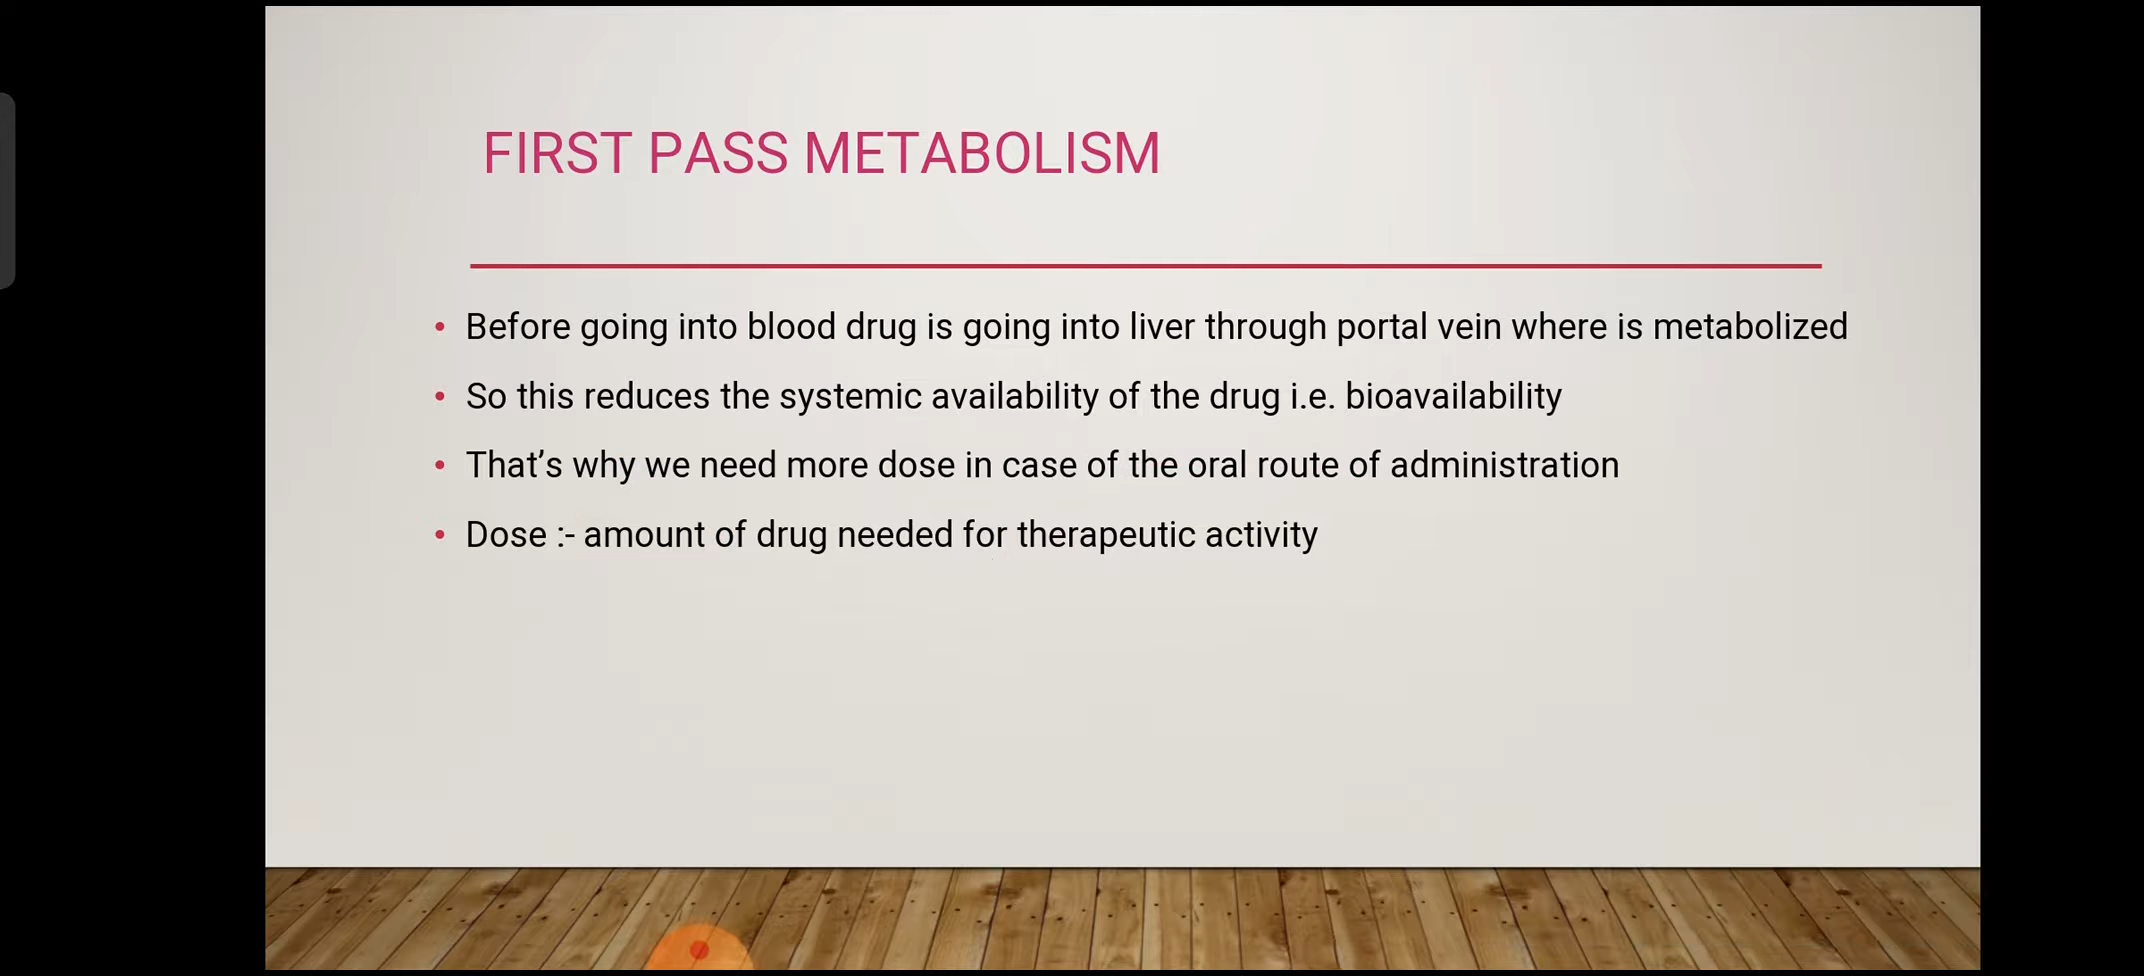 FIRST PASS METABOLISM
• Before going into blood drug is going into liver through portal vein where is metabolized
• So this reduces the systemic availability of the drug i.e. bioavailability
• That’s why we need more dose in case of the oral route of administration
• Dose :- amount of drug needed for therapeutic activity